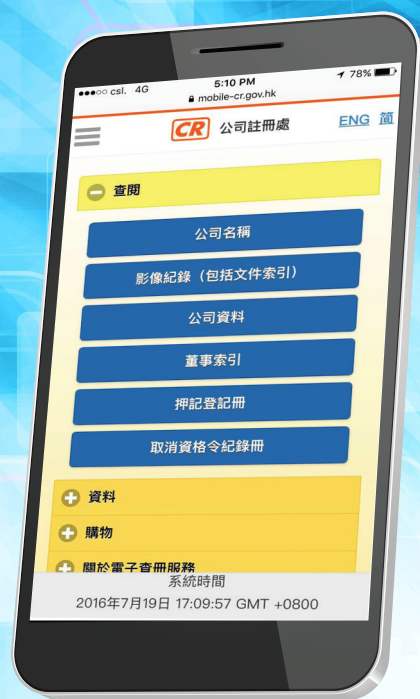 ●●●○○ csl. 4G 5:10 PM 78%
mobile-cr.gov.hk
CR 公司註冊處 ENG 简
查閱
公司名稱
影像紀錄（包括文件索引）
公司資料
董事索引
押記登記冊
取消資格令紀錄冊
資料
購物
關於電子查冊服務
系統時間
2016年7月19日 17:09:57 GMT +0800